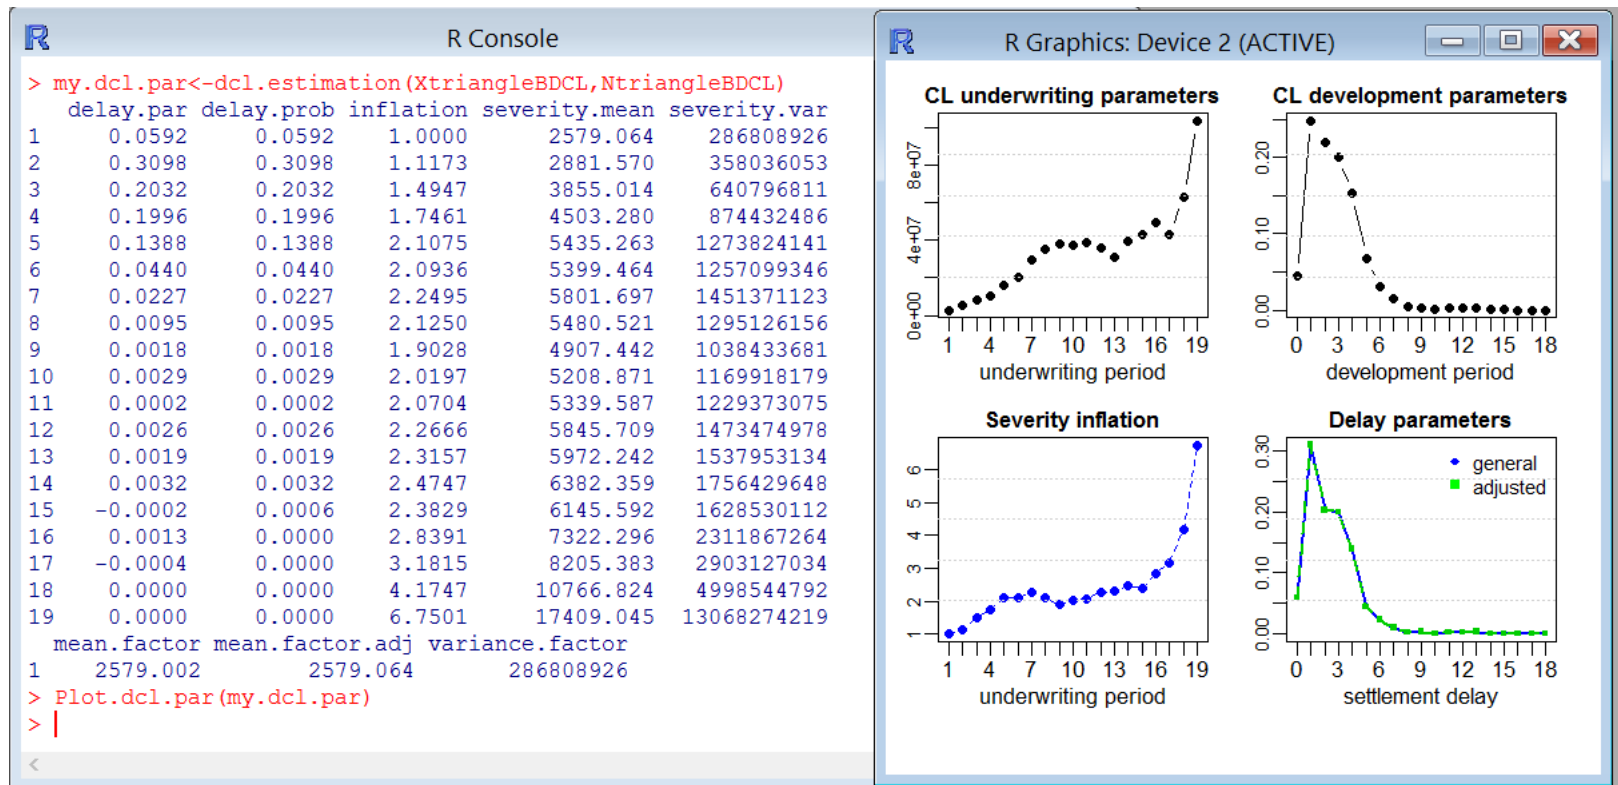 R Console
> my.dcl.par<-dcl.estimation(XtriangleBDCL,NtriangleBDCL)
delay.par delay.prob inflation severity.mean severity.var
1 0.0592 0.0592 1.0000 2579.064 286808926
2 0.3098 0.3098 1.1173 2881.570 358036053
3 0.2032 0.2032 1.4947 3855.014 640796811
4 0.1996 0.1996 1.7461 4503.280 874432486
5 0.1388 0.1388 2.1075 5435.263 1273824141
6 0.0440 0.0440 2.0936 5399.464 1257099346
7 0.0227 0.0227 2.2495 5801.697 1451371123
8 0.0095 0.0095 2.1250 5480.521 1295126156
9 0.0018 0.0018 1.9028 4907.442 1038433681
10 0.0029 0.0029 2.0197 5208.871 1169918179
11 0.0002 0.0002 2.0704 5339.587 1229373075
12 0.0026 0.0026 2.2666 5845.709 1473474978
13 0.0019 0.0019 2.3157 5972.242 1537953134
14 0.0032 0.0032 2.4747 6382.359 1756429648
15 -0.0002 0.0006 2.3829 6145.592 1628530112
16 0.0013 0.0000 2.8391 7322.296 2311867264
17 -0.0004 0.0000 3.1815 8205.383 2903127034
18 0.0000 0.0000 4.1747 10766.824 4998544792
19 0.0000 0.0000 6.7501 17409.045 13068274219
mean.factor mean.factor.adj variance.factor
1 2579.002 2579.064 286808926
> Plot.dcl.par(my.dcl.par)
>
R Graphics: Device 2 (ACTIVE)
CL underwriting parameters
8e+07
4e+07
0e+00
1 4 7 10 13 16 19
underwriting period
CL development parameters
0.20
0.10
0.00
0 3 6 9 12 15 18
development period
Severity inflation
6
5
4
3
2
1
1 4 7 10 13 16 19
underwriting period
Delay parameters
general
adjusted
0.30
0.20
0.10
0.00
0 3 6 9 12 15 18
settlement delay